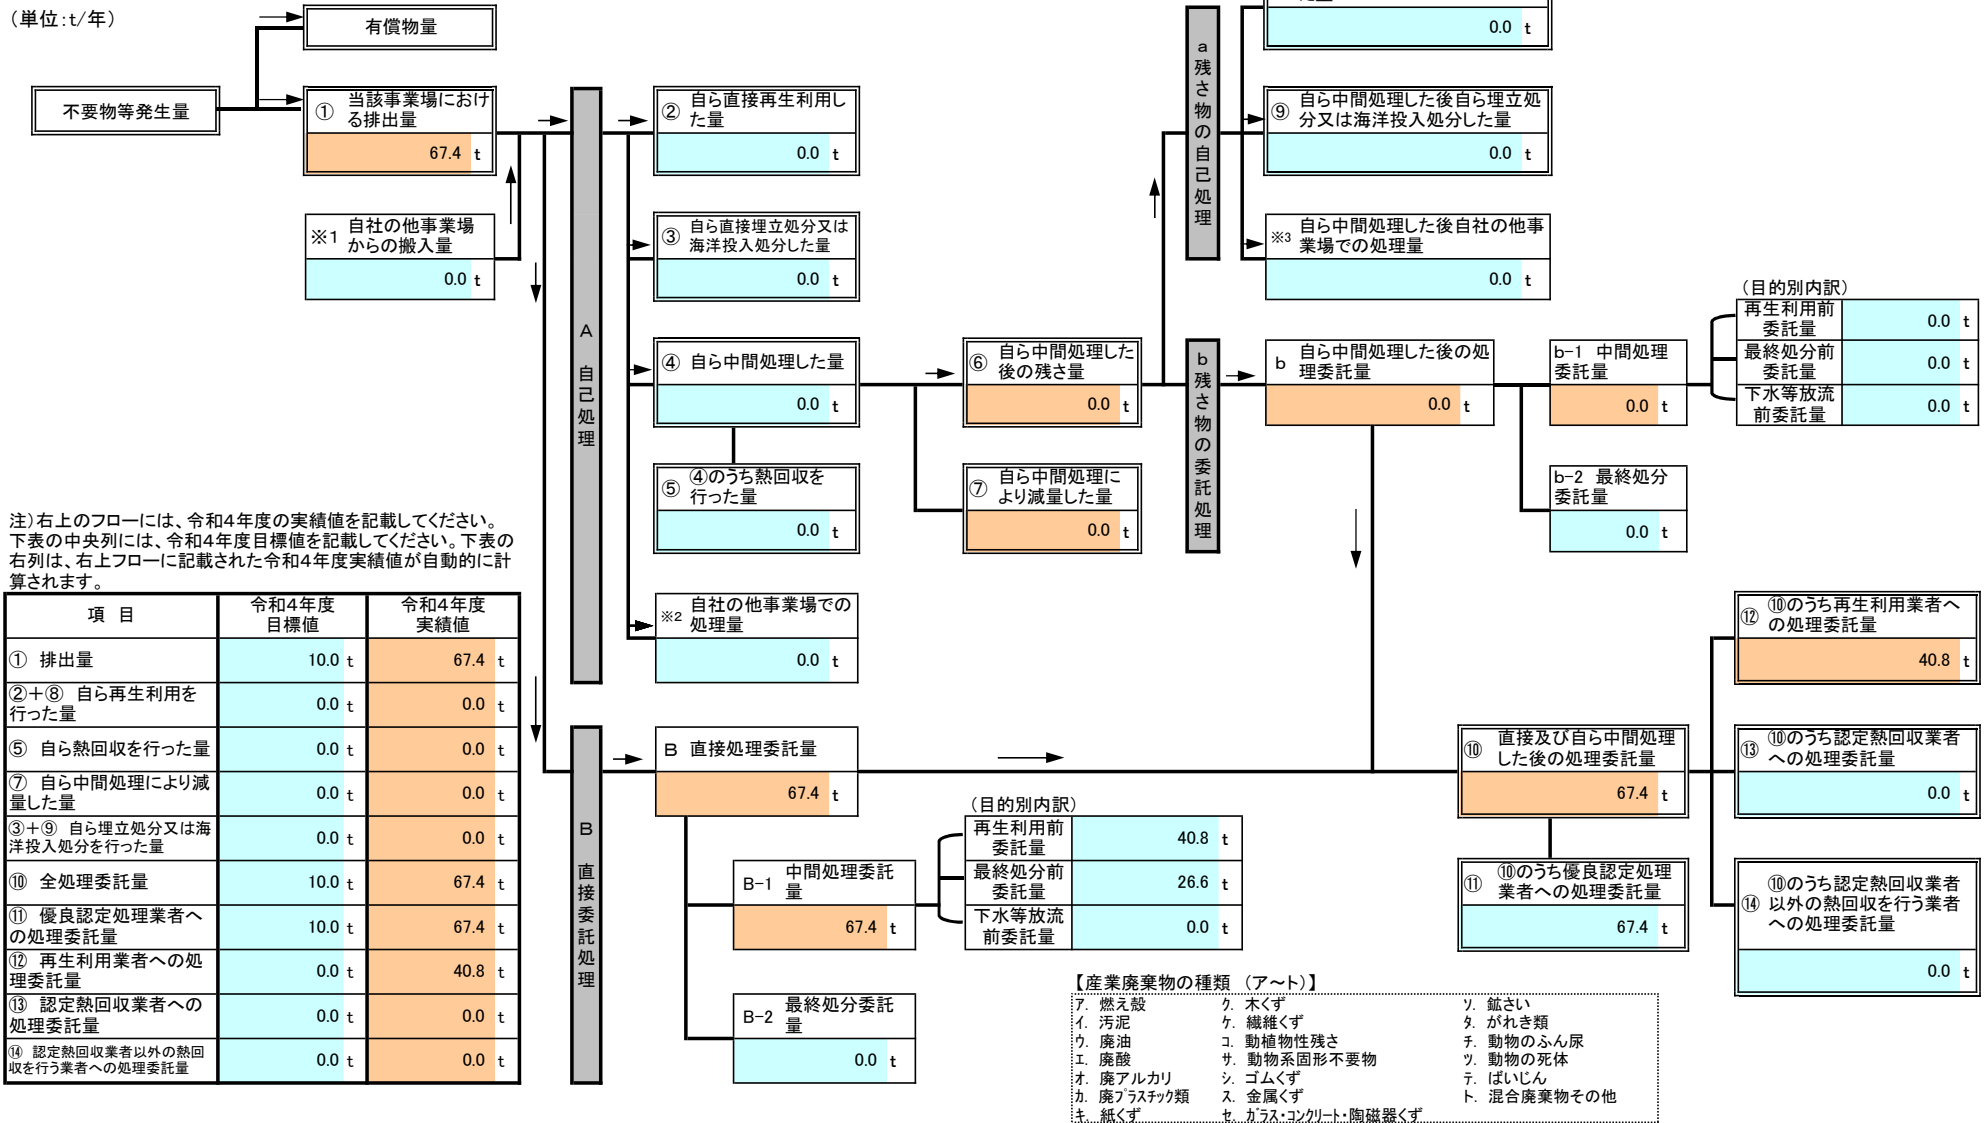 （単位：t/年）
有償物量
不要物等発生量
① 当該事業場におけ
る排出量
67.4 t
※1 自社の他事業場
からの搬入量
0.0 t
A 自己処理
② 自ら直接再生利用し
た量
0.0 t
③ 自ら直接埋立処分又は
海洋投入処分した量
0.0 t
④ 自ら中間処理した量
0.0 t
⑤ ④のうち熱回収を
行った量
0.0 t
※2 自社の他事業場での
処理量
0.0 t
⑥ 自ら中間処理した
後の残さ量
0.0 t
⑦ 自ら中間処理に
より減量した量
0.0 t
a 残さ物の自己処理
0.0 t
⑨ 自ら中間処理した後自ら埋立処
分又は海洋投入処分した量
0.0 t
※3 自ら中間処理した後自社の他事
業場での処理量
0.0 t
b 残さ物の委託処理
b 自ら中間処理した後の処
理委託量
0.0 t
b-1 中間処理
委託量
0.0 t
b-2 最終処分
委託量
0.0 t
（目的別内訳）
再生利用前
委託量
0.0 t
最終処分前
委託量
0.0 t
下水等放流
前委託量
0.0 t
注）右上のフローには、令和4年度の実績値を記載してください。
下表の中央列には、令和4年度目標値を記載してください。下表の
右列は、右上フローに記載された令和4年度実績値が自動的に計
算されます。
項 目 令和4年度
目標値 令和4年度
実績値
① 排出量 10.0 t 67.4 t
②＋⑧ 自ら再生利用を
行った量 0.0 t 0.0 t
⑤ 自ら熱回収を行った量 0.0 t 0.0 t
⑦ 自ら中間処理により減
量した量 0.0 t 0.0 t
③＋⑨ 自ら埋立処分又は海
洋投入処分を行った量 0.0 t 0.0 t
⑩ 全処理委託量 10.0 t 67.4 t
⑪ 優良認定処理業者へ
の処理委託量 10.0 t 67.4 t
⑫ 再生利用業者への処
理委託量 0.0 t 40.8 t
⑬ 認定熱回収業者への
処理委託量 0.0 t 0.0 t
⑭ 認定熱回収業者以外の熱回
収を行う業者への処理委託量 0.0 t 0.0 t
B 直接委託処理
B 直接処理委託量
67.4 t
B-1 中間処理委託
量
67.4 t
B-2 最終処分委託
量
0.0 t
（目的別内訳）
再生利用前
委託量
40.8 t
最終処分前
委託量
26.6 t
下水等放流
前委託量
0.0 t
⑩ 直接及び自ら中間処理
した後の処理委託量
67.4 t
⑪ ⑩のうち優良認定処理
業者への処理委託量
67.4 t
⑫ ⑩のうち再生利用業者へ
の処理委託量
40.8 t
⑬ ⑩のうち認定熱回収業者
への処理委託量
0.0 t
⑭ ⑩のうち認定熱回収業者
以外の熱回収を行う業者
への処理委託量
0.0 t
【産業廃棄物の種類 （ア～ト）】
ア. 燃え殻 ク. 木くず ソ. 鉱さい
イ. 汚泥 ケ. 繊維くず タ. がれき類
ウ. 廃油 コ. 動植物性残さ チ. 動物のふん尿
エ. 廃酸 サ. 動物系固形不要物 ツ. 動物の死体
オ. 廃アルカリ シ. ゴムくず テ. ばいじん
カ. 廃プラスチック類 ス. 金属くず ト. 混合廃棄物その他
キ. 紙くず セ. ガラス・コンクリート・陶磁器くず